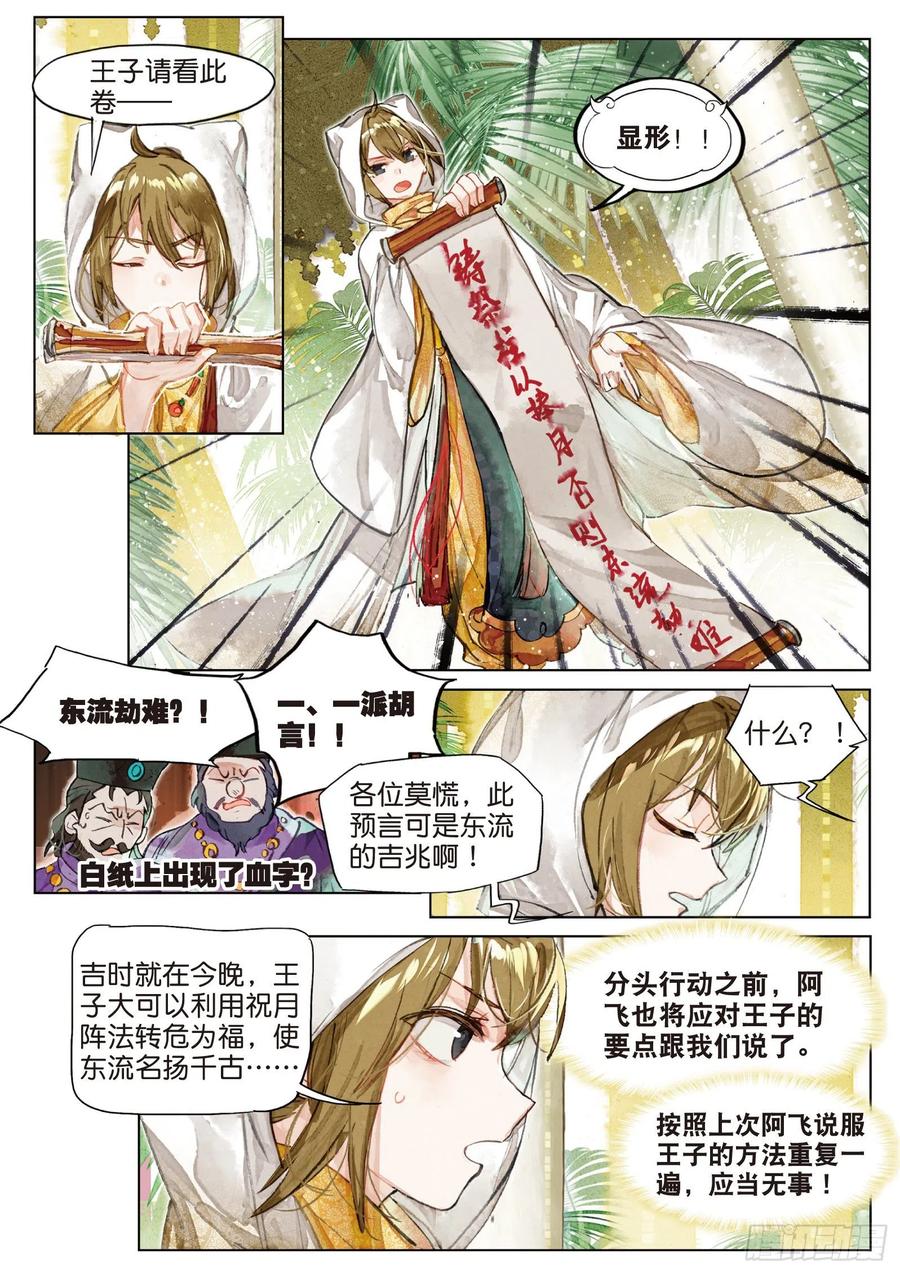 王子请看此
卷——
显形！！
铸祭柱以接月否则东流劫难
东流劫难？！
一、一派胡
言！！
白纸上出现了血字？
各位莫慌，此
预言可是东流
的吉兆啊！
什么？！
吉时就在今晚，王
子大可以利用祝月
阵法转危为福，使
东流名扬千古……
分头行动之前，阿
飞也将应对王子的
要点跟我们说了。
按照上次阿飞说服
王子的方法重复一
遍，应当无事！
腾讯动漫